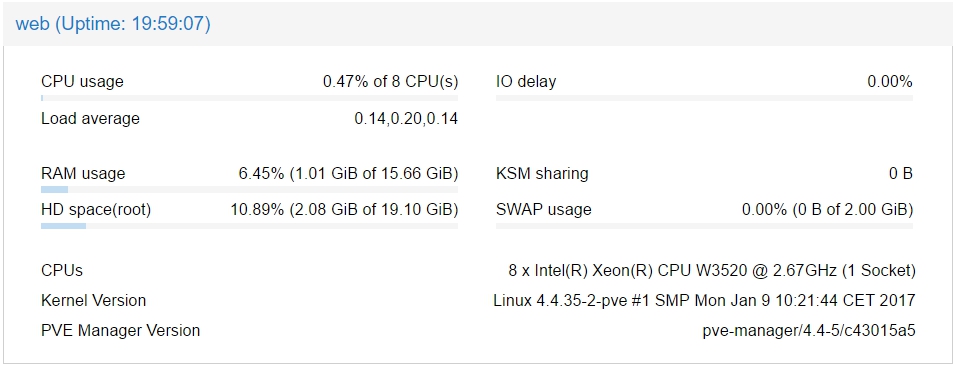 web (Uptime: 19:59:07)
CPU usage 0.47% of 8 CPU(s) IO delay 0.00%
Load average 0.14,0.20,0.14
RAM usage 6.45% (1.01 GiB of 15.66 GiB) KSM sharing 0 B
HD space(root) 10.89% (2.08 GiB of 19.10 GiB) SWAP usage 0.00% (0 B of 2.00 GiB)
CPUs 8 x Intel(R) Xeon(R) CPU W3520 @ 2.67GHz (1 Socket)
Kernel Version Linux 4.4.35-2-pve #1 SMP Mon Jan 9 10:21:44 CET 2017
PVE Manager Version pve-manager/4.4-5/c43015a5